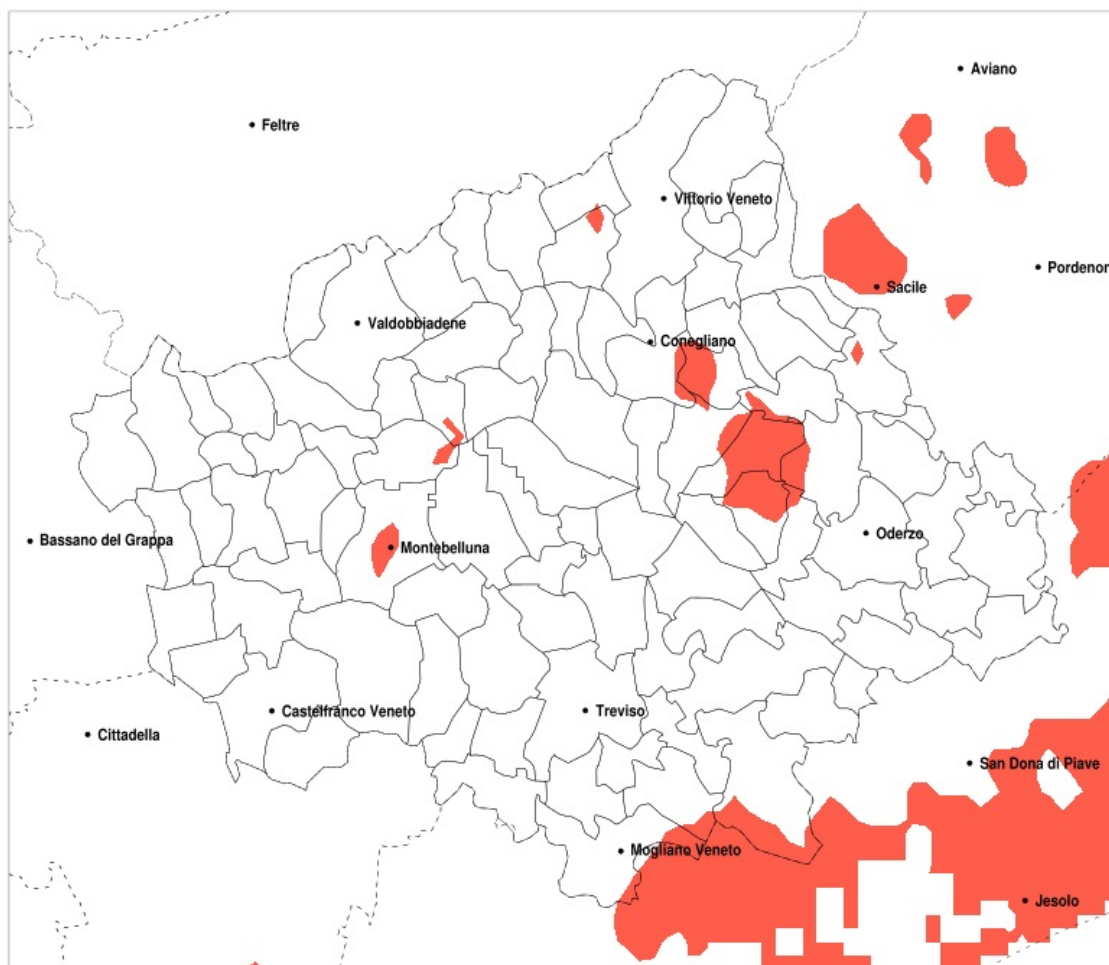 Aviano
Feltre
Vittorio Veneto
Pordenon
Sacile
Valdobbiadene
Conegliano
Bassano del Grappa
Montebelluna
Oderzo
Castelfranco Veneto
Treviso
Cittadella
San Dona di Piave
Mogliano Veneto
Jesolo